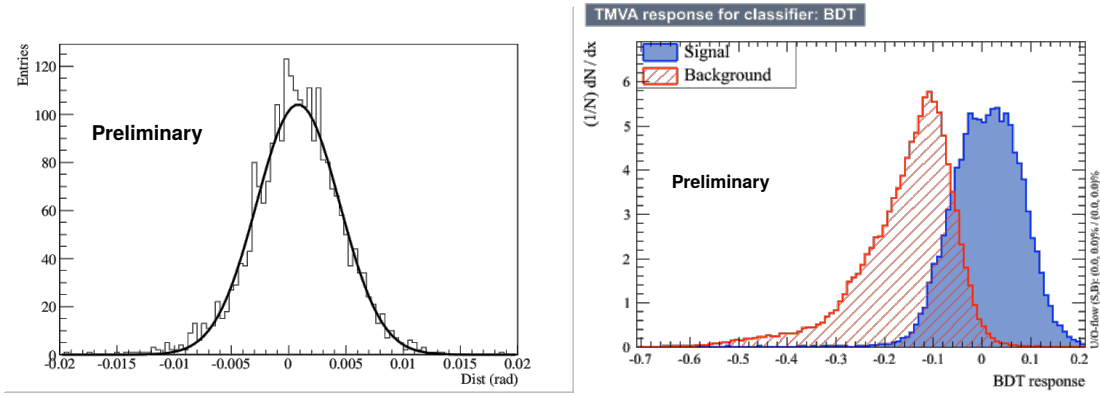 Entries
120
100
80
60
40
20
0
Preliminary
-0.02 -0.015 -0.01 -0.005 0 0.005 0.01 0.015 0.02
Dist (rad)
TMVA response for classifier: BDT
(1/N) dN / dx
Signal
Background
6
5
4
3
2
1
0
Preliminary
-0.7 -0.6 -0.5 -0.4 -0.3 -0.2 -0.1 0 0.1 0.2
BDT response
U/O-flow (S,B): (0.0, 0.0)% / (0.0, 0.0)%